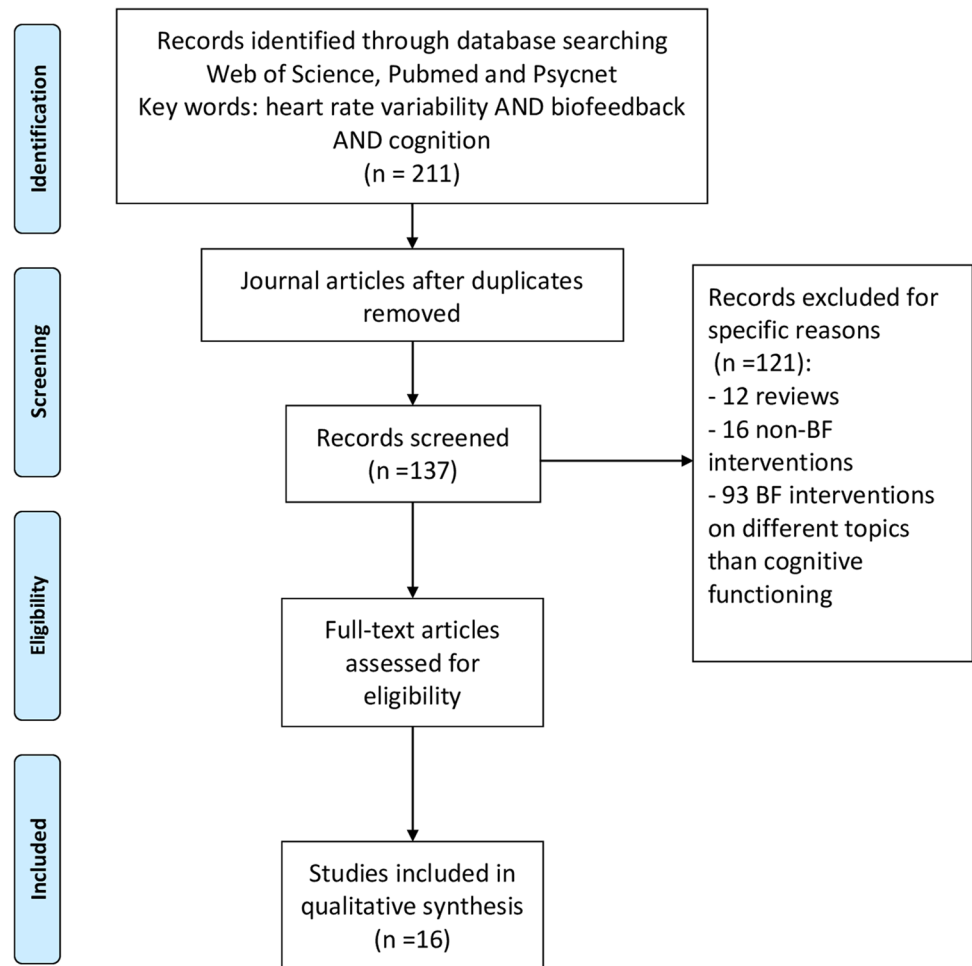 Identification
Records identified through database searching
Web of Science, Pubmed and Psycnet
Key words: heart rate variability AND biofeedback
AND cognition
(n = 211)
Screening
Journal articles after duplicates
removed
Records screened
(n =137)
Records excluded for
specific reasons
(n =121):
- 12 reviews
- 16 non-BF
interventions
- 93 BF interventions
on different topics
than cognitive
functioning
Eligibility
Full-text articles
assessed for
eligibility
Included
Studies included in
qualitative synthesis
(n =16)